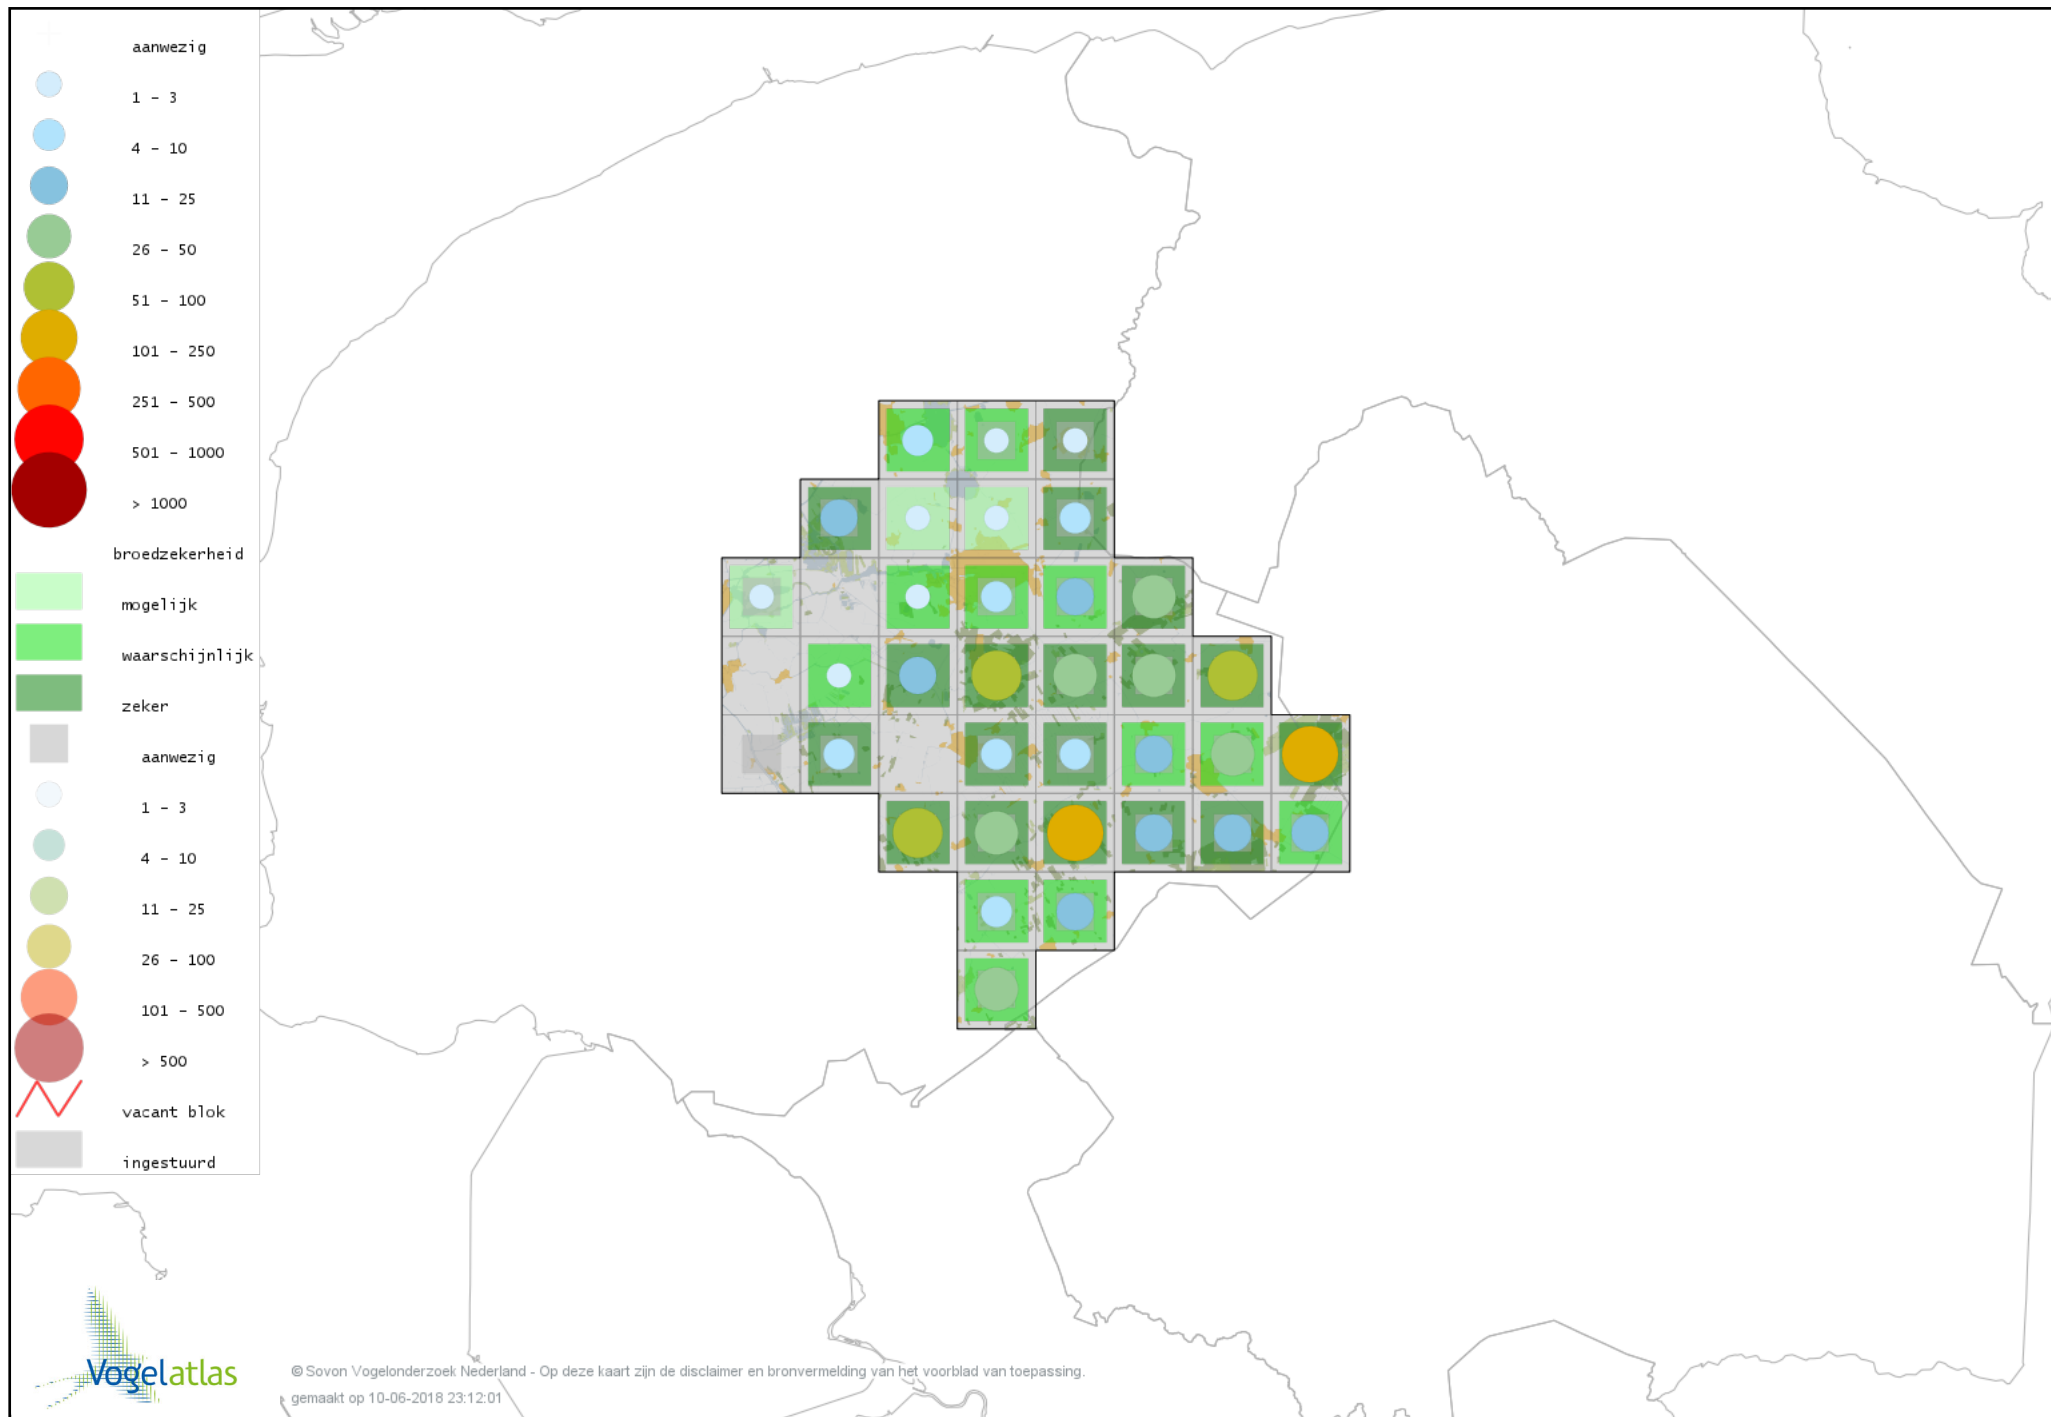 aanwezig
1 - 3
4 - 10
11 - 25
26 - 50
51 - 100
101 - 250
251 - 500
501 - 1000
> 1000
broedzekerheid
mogelijk
waarschijnlijk
zeker
aanwezig
1 - 3
4 - 10
11 - 25
26 - 100
101 - 500
> 500
vacant blok
ingestuurd
Vogelatlas
© Sovon Vogelonderzoek Nederland - Op deze kaart zijn de disclaimer en bronvermelding van het voorblad van toepassing.
gemaakt op 10-06-2018 23:12:01